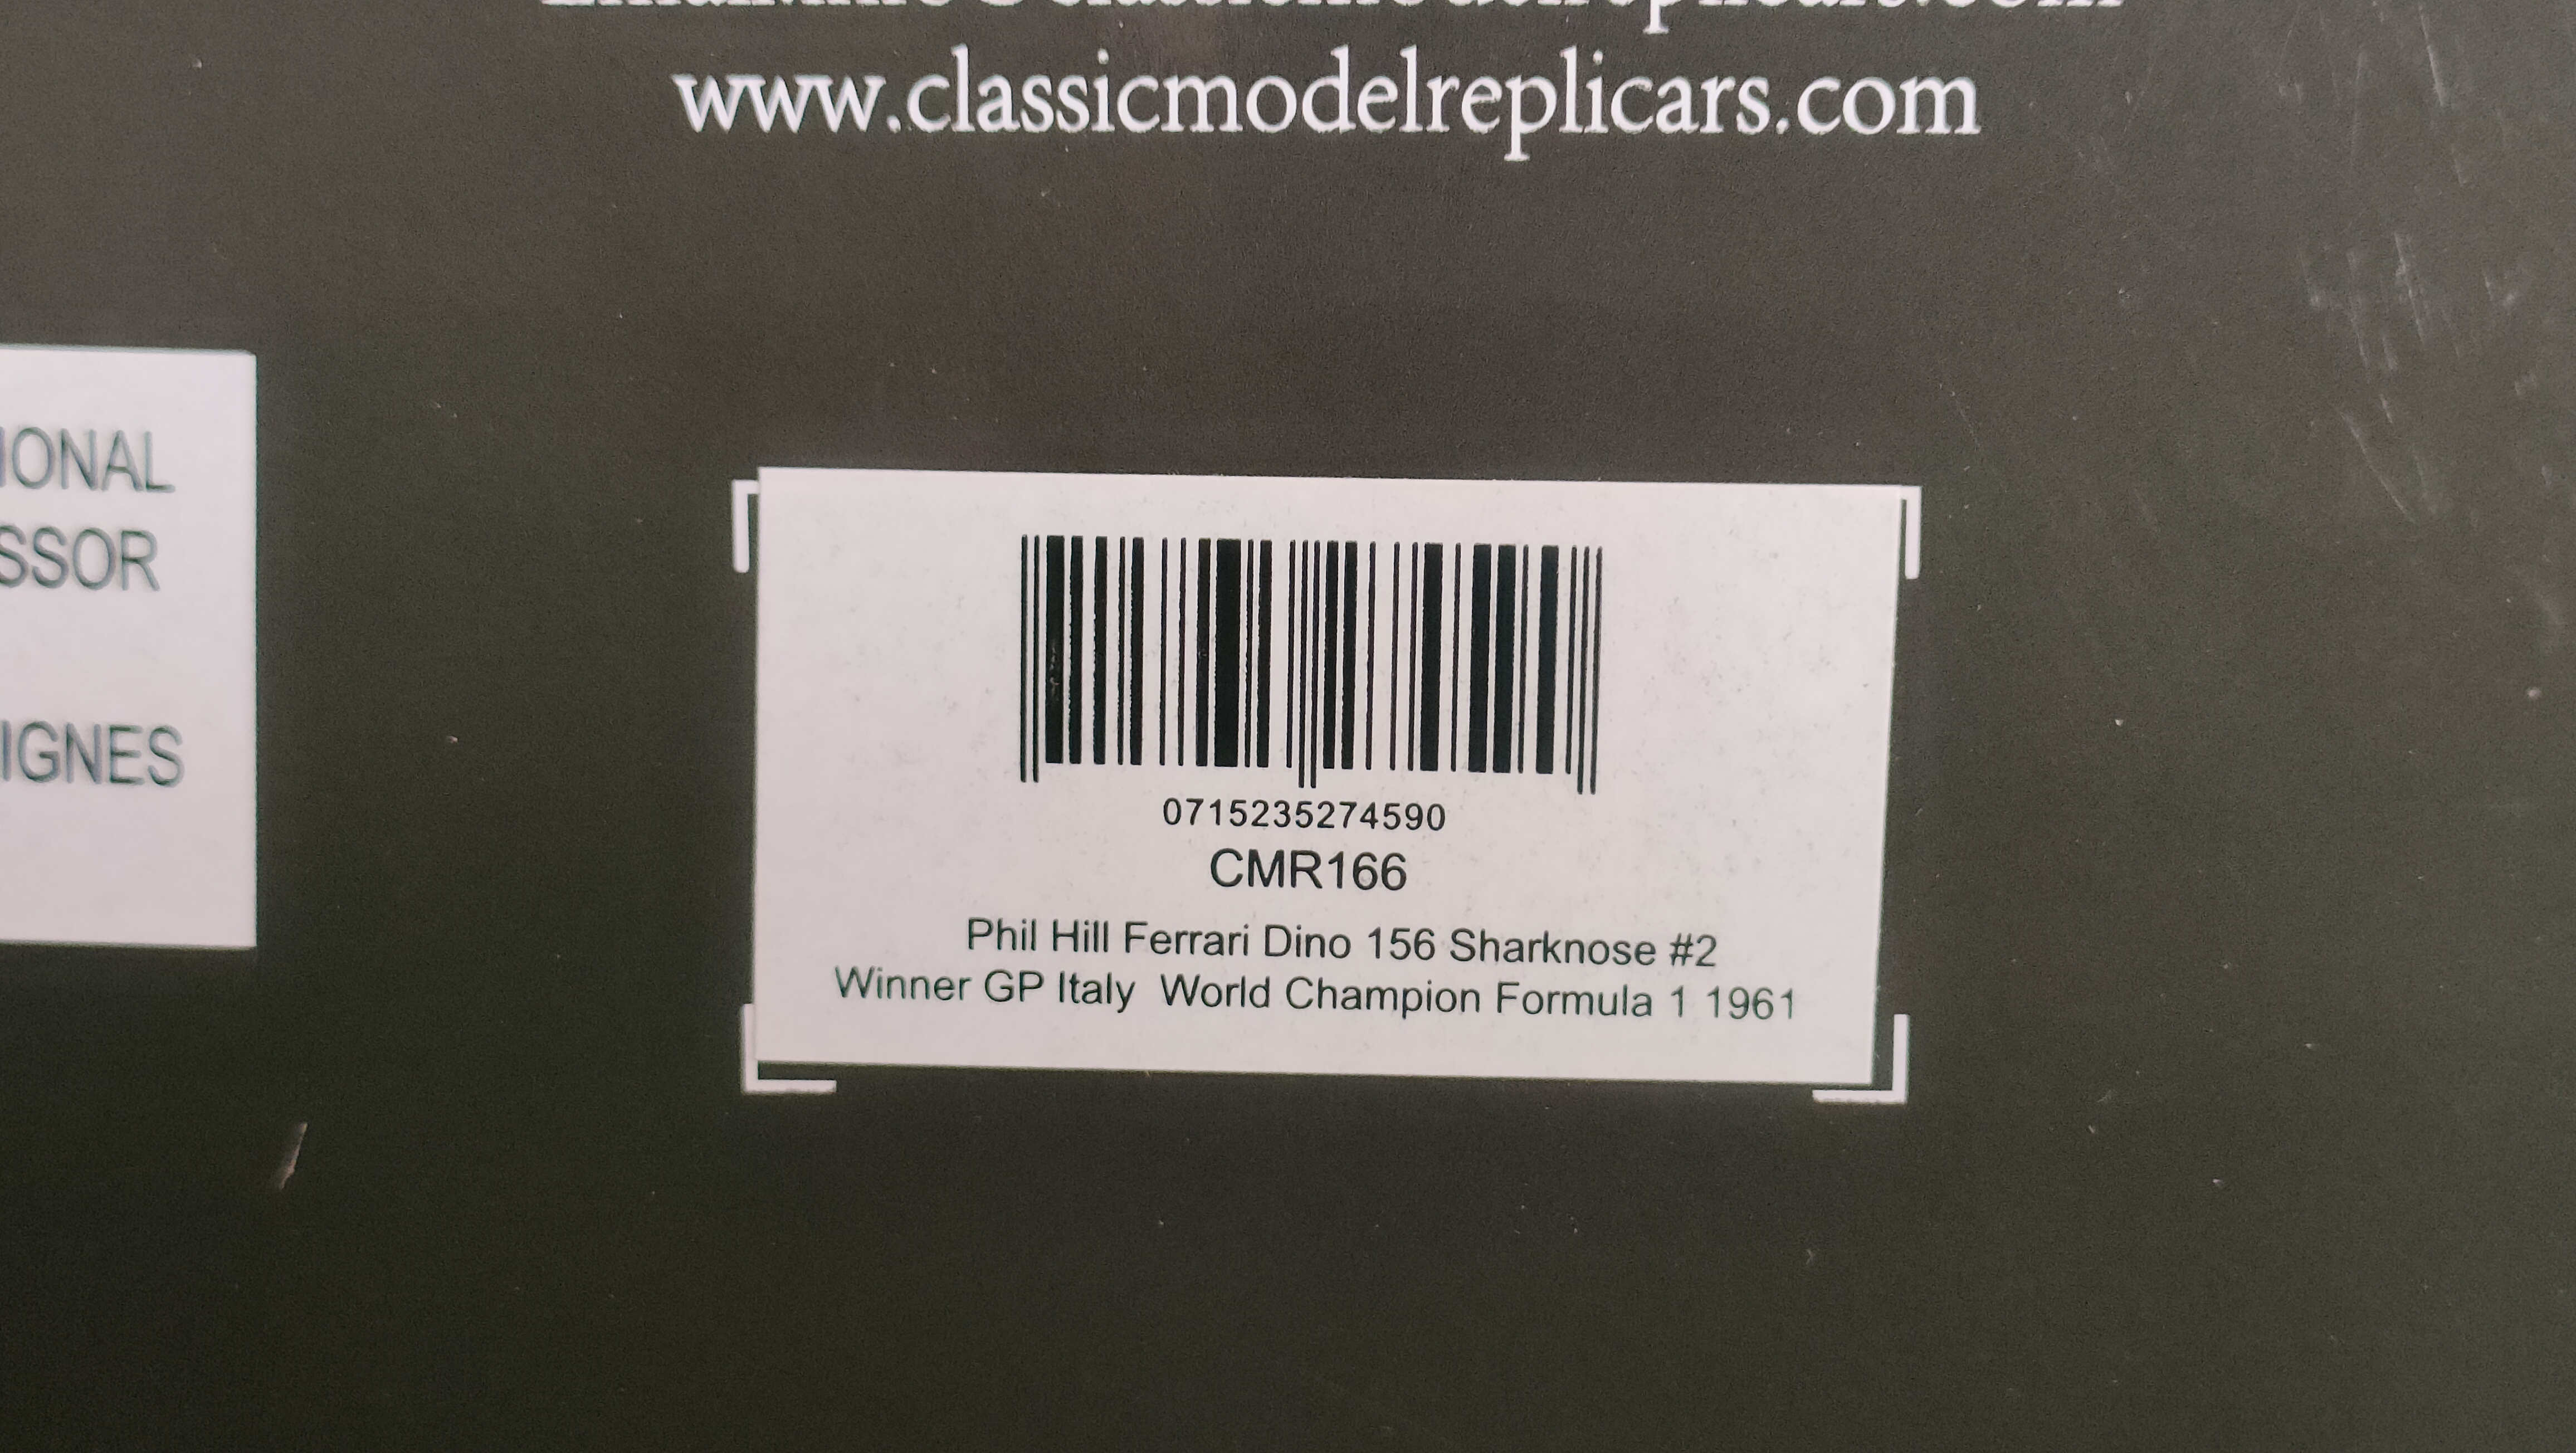 www.classicmodelreplicars.com
IONAL
SSOR
IGNES
0715235274590
CMR166
Phil Hill Ferrari Dino 156 Sharknose #2
Winner GP Italy World Champion Formula 1 1961